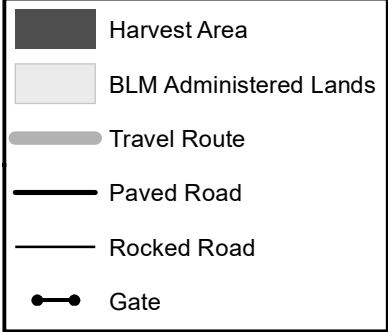 Harvest Area
BLM Administered Lands
Travel Route
Paved Road
Rocked Road
Gate